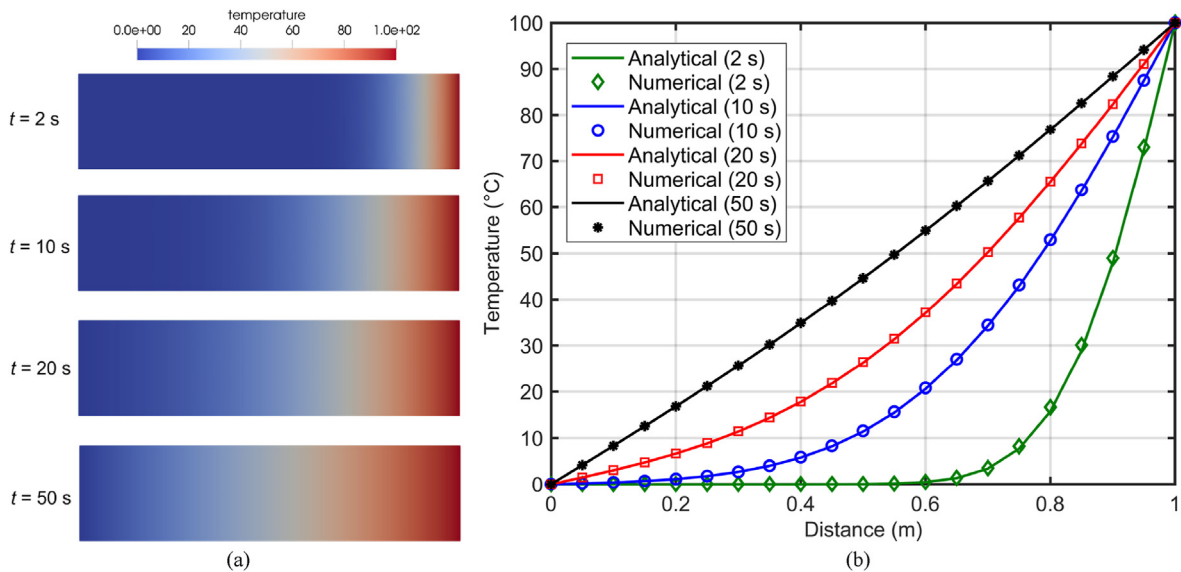 temperature
0.0e+00 20 40 60 80 1.0e+02
t = 2 s
t = 10 s
t = 20 s
t = 50 s
(a)
100
90
80
70
60
50
40
30
20
10
0
Temperature (°C)
Analytical (2 s)
Numerical (2 s)
Analytical (10 s)
Numerical (10 s)
Analytical (20 s)
Numerical (20 s)
Analytical (50 s)
Numerical (50 s)
0 0.2 0.4 0.6 0.8 1
Distance (m)
(b)